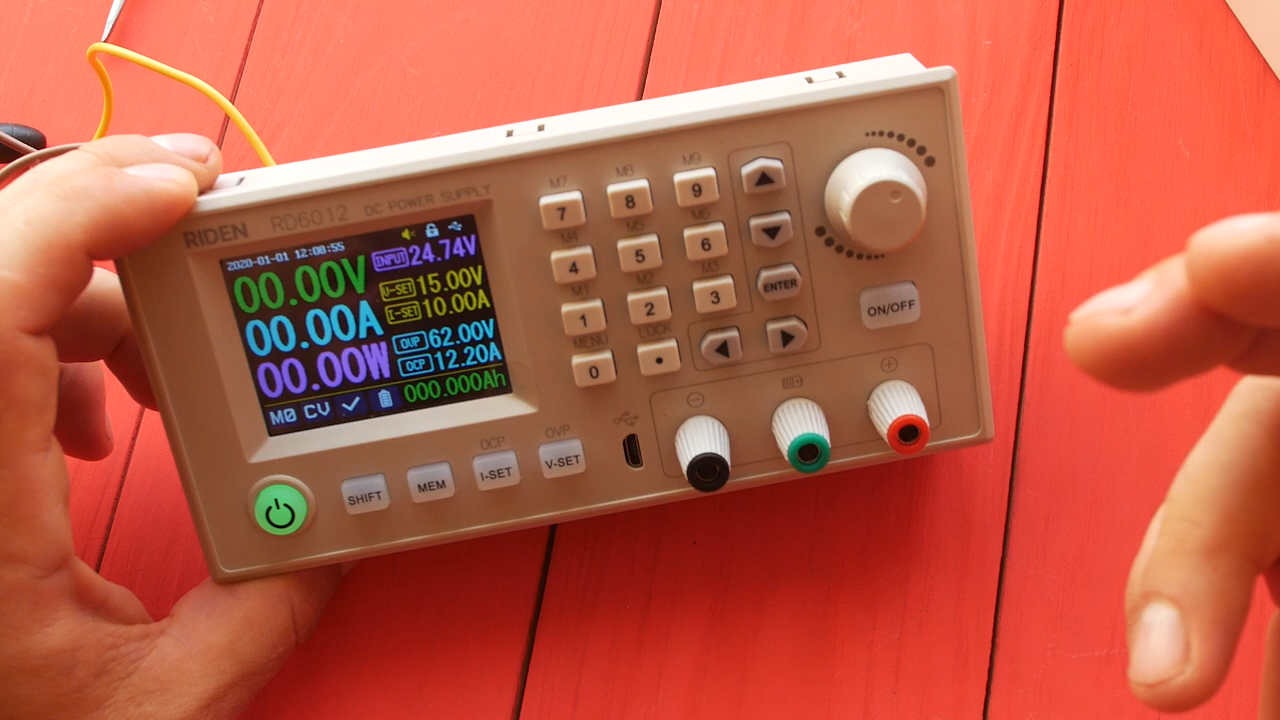 RIDEN RD6012 DC POWER SUPPLY
2020-01-01 12:08:55
00.00V
00.00A
00.00W
INPUT 24.74V
V-SET 15.00V
I-SET 10.00A
OVP 62.00V
OCP 12.20A
000.000Ah
M0 CV
M7 M8 M9
7 8 9
M4 M5 M6
4 5 6
M1 M2 M3
1 2 3
MENU LOCK
0 .
ENTER
ON/OFF
OCP OVP
SHIFT MEM I-SET V-SET